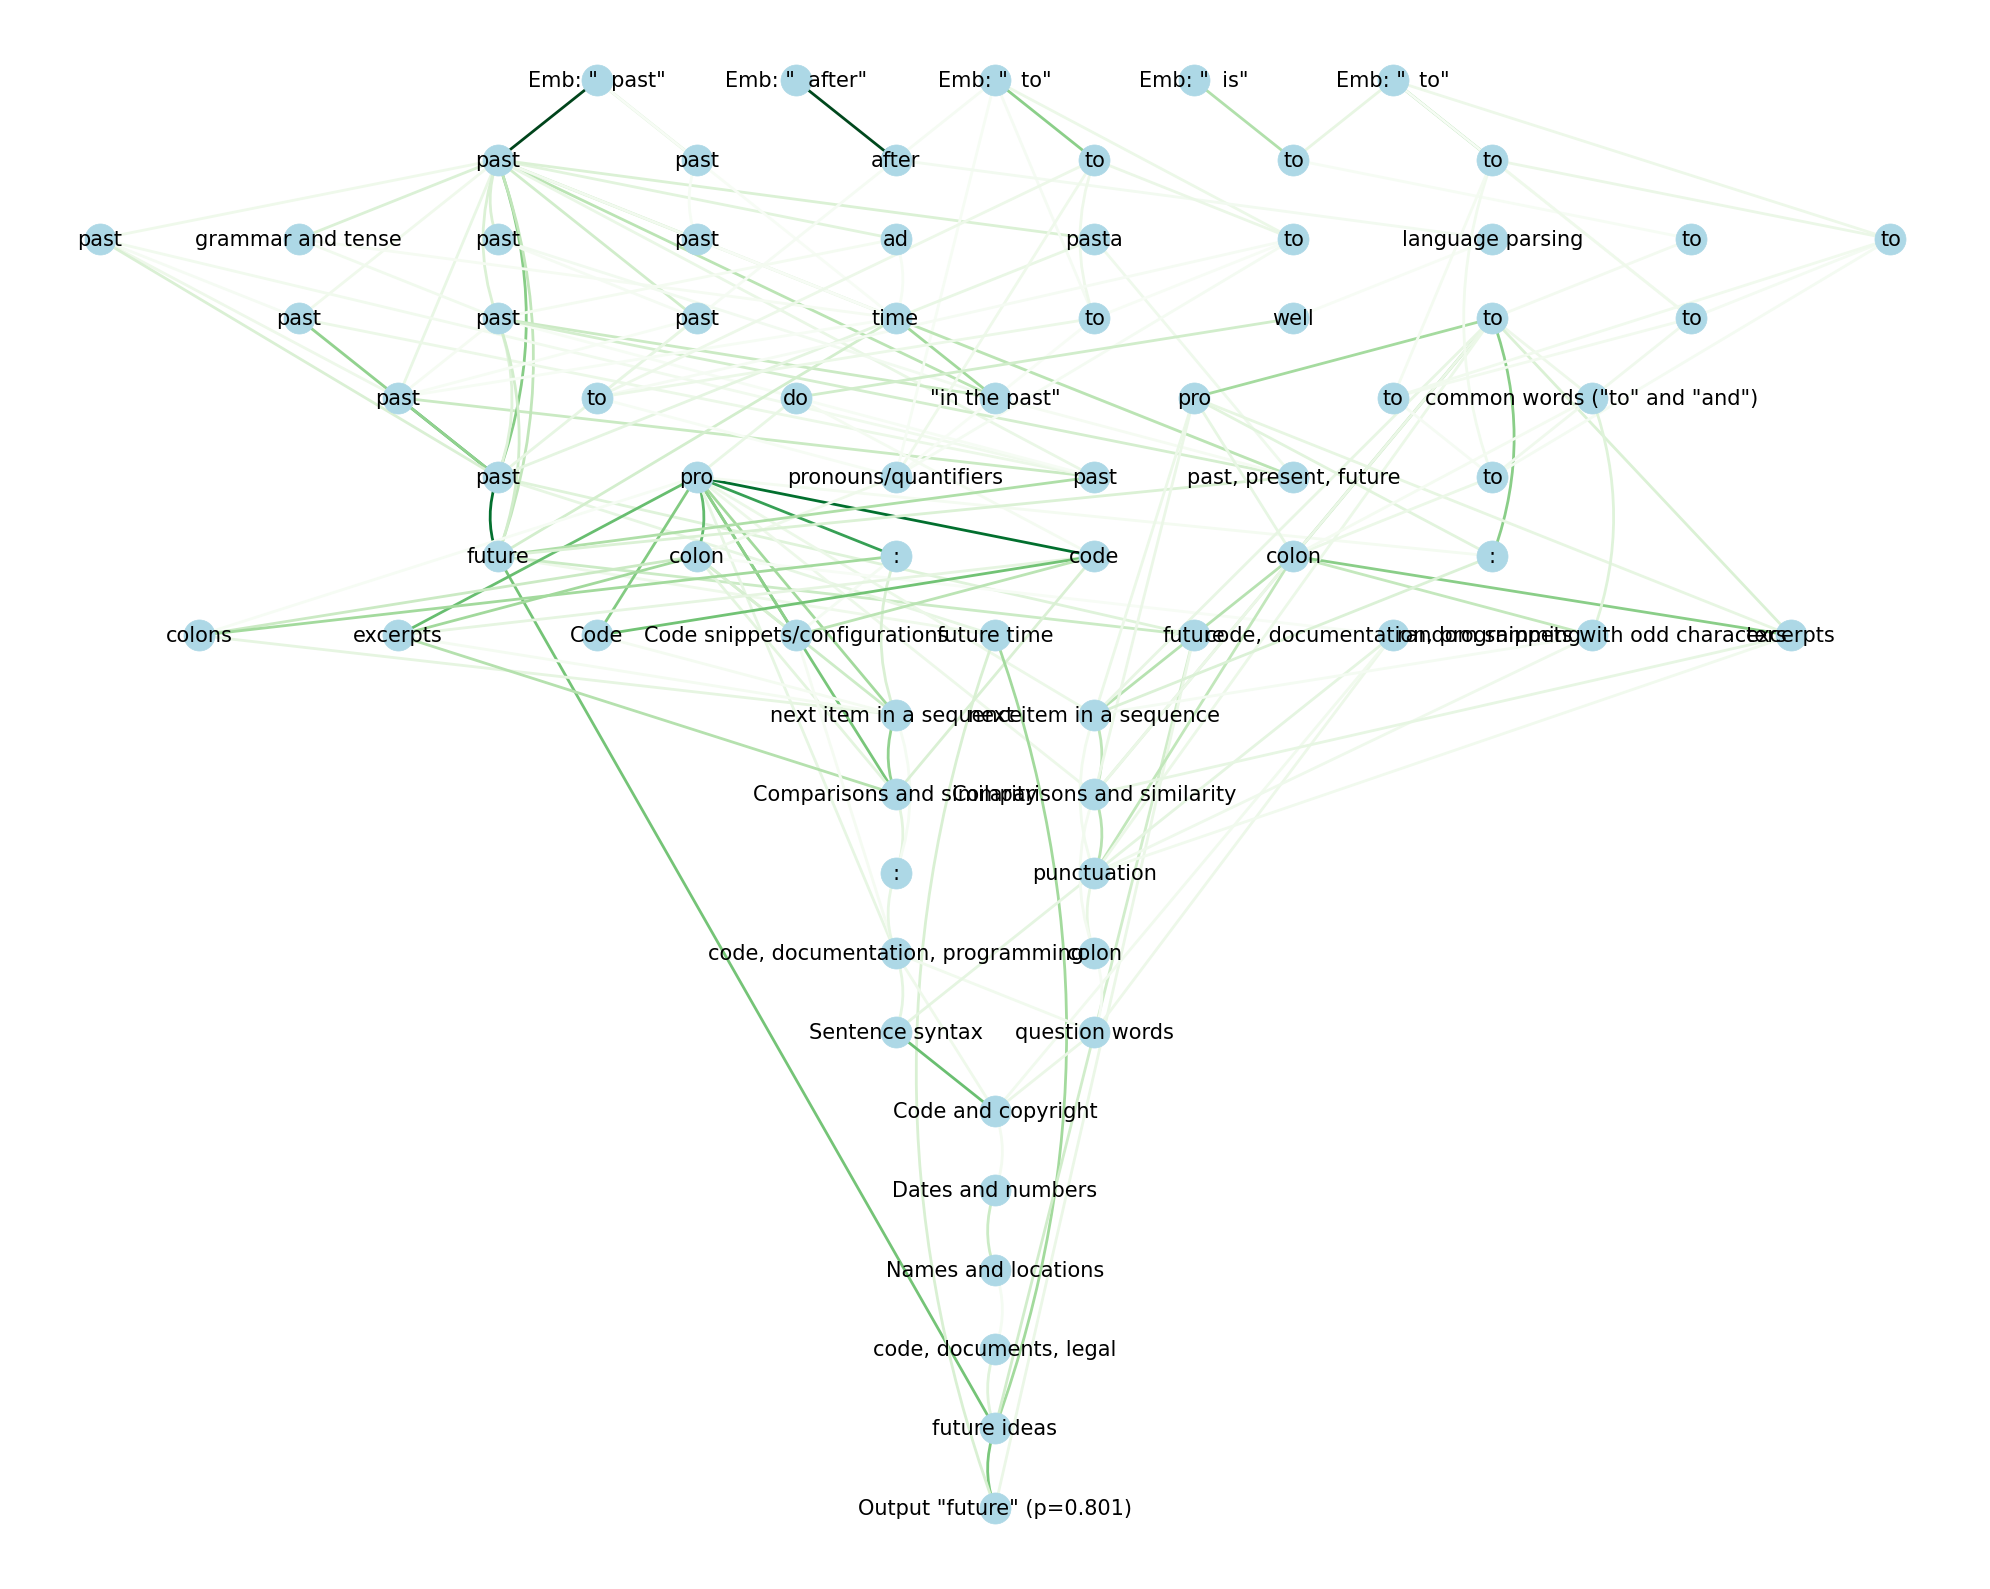 Emb: "  past" Emb: "  after" Emb: "  to" Emb: "  is" Emb: "  to"
past past after to to to
past grammar and tense past past ad pasta to language parsing to to
past past past time to well to to
past to do "in the past" pro to common words ("to" and "and")
past pro pronouns/quantifiers past past, present, future to
future colon : code colon :
colons excerpts Code Code snippets/configurations future time future code, documentation, programming random snippets with odd characters excerpts
next item in a sequence next item in a sequence
Comparisons and similarity Comparisons and similarity
: punctuation
code, documentation, programming colon
Sentence syntax question words
Code and copyright
Dates and numbers
Names and locations
code, documents, legal
future ideas
Output "future" (p=0.801)